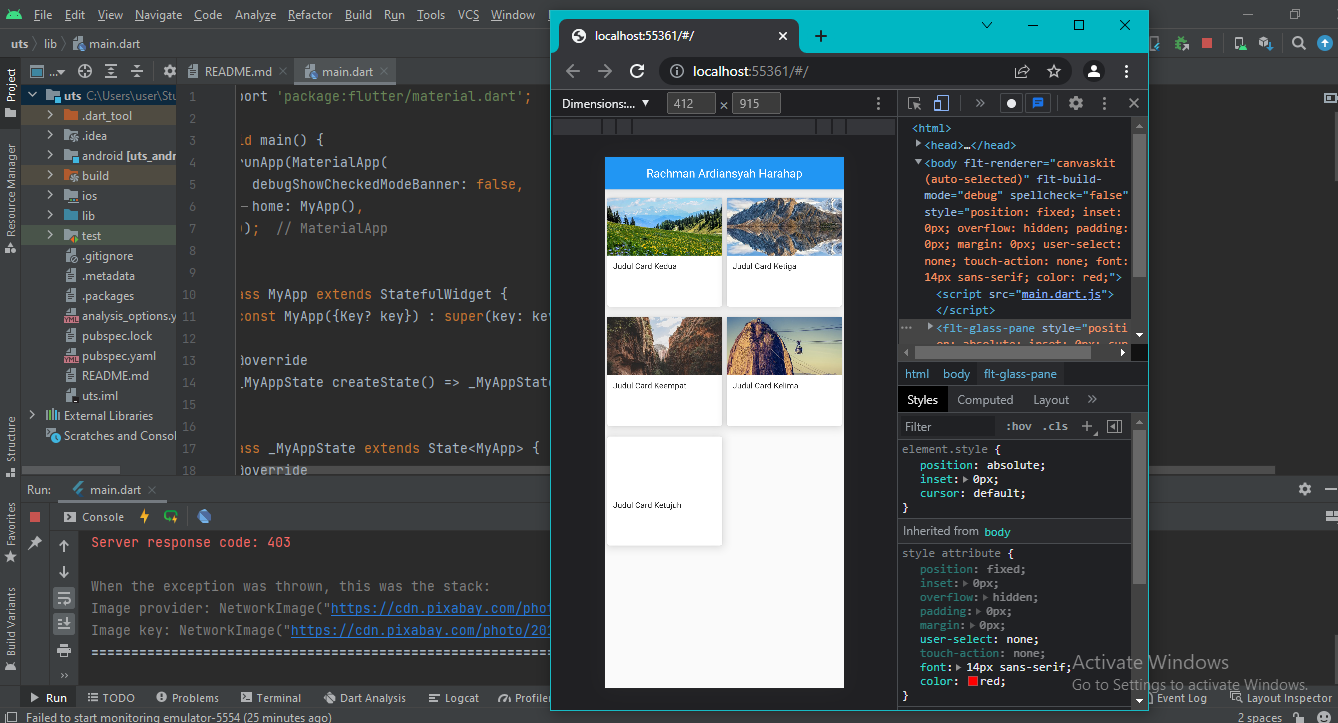 File Edit View Navigate Code Analyze Refactor Build Run Tools VCS Window
uts lib main.dart
Project
Resource Manager
Structure
Favorites
Build Variants
...
README.md
main.dart
uts C:\Users\user\Stu
.dart_tool
.idea
android [uts_andr
build
ios
lib
test
.gitignore
.metadata
.packages
analysis_options.y
pubspec.lock
pubspec.yaml
README.md
uts.iml
External Libraries
Scratches and Consol
1 port 'package:flutter/material.dart';
2
3 id main() {
4 runApp(MaterialApp(
5 debugShowCheckedModeBanner: false,
6 home: MyApp(),
7 ); // MaterialApp
8
9
10 ass MyApp extends StatefulWidget {
11 const MyApp({Key? key}) : super(key: ke
12
13 @override
14 _MyAppState createState() => _MyAppState
15
16
17 ass _MyAppState extends State<MyApp> {
18 @override
Run: main.dart
Console
Server response code: 403
When the exception was thrown, this was the stack:
Image provider: NetworkImage("https://cdn.pixabay.com/phot
Image key: NetworkImage("https://cdn.pixabay.com/photo/201
================================================
Run TODO Problems Terminal Dart Analysis Logcat Profiler
Event Log Layout Inspector
Failed to start monitoring emulator-5554 (25 minutes ago)
2 spaces
localhost:55361/#/
localhost:55361/#/
Dimensions:... 412 × 915
Rachman Ardiansyah Harahap
Judul Card Kedua
Judul Card Ketiga
Judul Card Keempat
Judul Card Kelima
Judul Card Ketujuh
<html>
<head>…</head>
<body flt-renderer="canvaskit
(auto-selected)" flt-build-
mode="debug" spellcheck="false"
style="position: fixed; inset:
0px; overflow: hidden; padding:
0px; margin: 0px; user-select:
none; touch-action: none; font:
14px sans-serif; color: red;">
<script src="main.dart.js">
</script>
<flt-glass-pane style="positi
on: absolute; inset: 0px; cur
html body flt-glass-pane
Styles Computed Layout
Filter :hov .cls
element.style {
position: absolute;
inset: 0px;
cursor: default;
}
Inherited from body
style attribute {
position: fixed;
inset: 0px;
overflow: hidden;
padding: 0px;
margin: 0px;
user-select: none;
touch-action: none;
font: 14px sans-serif;
color: red;
}
Activate Windows
Go to Settings to activate Windows.